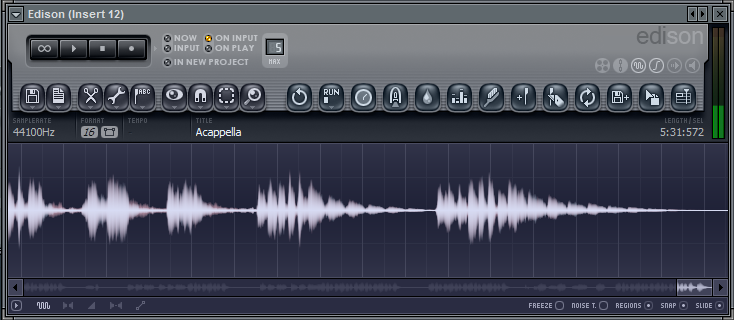 Edison (Insert 12)
edison
NOW ON INPUT
INPUT ON PLAY
IN NEW PROJECT
5
MAX
ABC
RUN
SAMPLERATE FORMAT TEMPO TITLE LENGTH / SEL
44100Hz 16 - Acappella 5:31:572
FREEZE NOISE T. REGIONS SNAP SLIDE